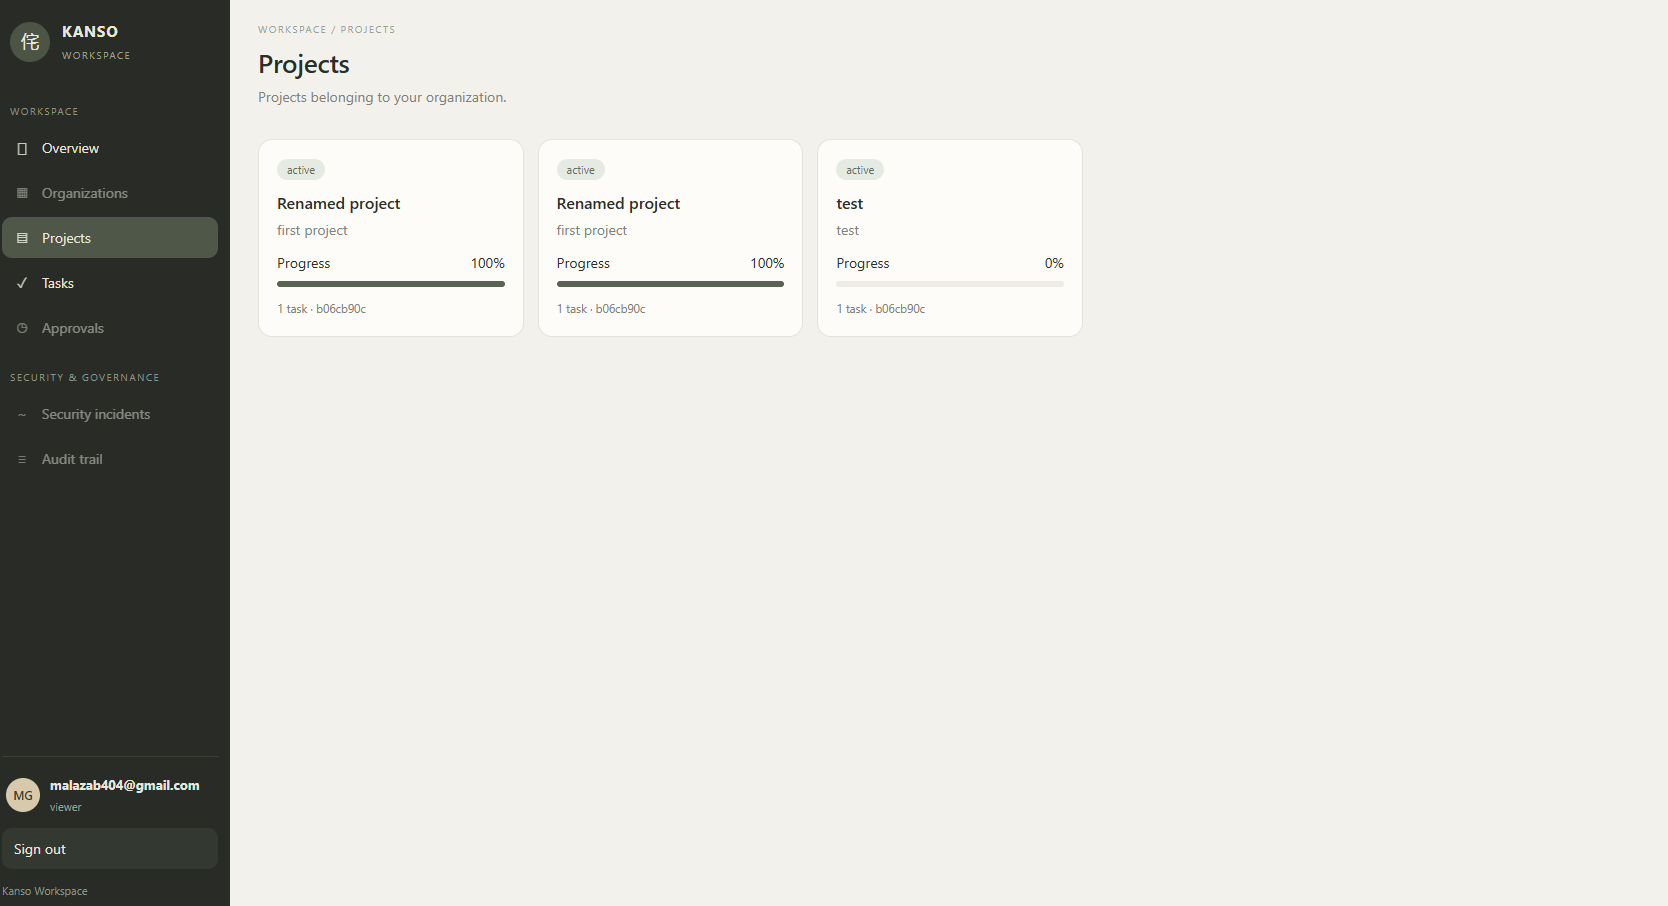 侘
KANSO
WORKSPACE
WORKSPACE
Overview
Organizations
Projects
Tasks
Approvals
SECURITY & GOVERNANCE
Security incidents
Audit trail
MG
malazab404@gmail.com
viewer
Sign out
Kanso Workspace
WORKSPACE / PROJECTS
Projects
Projects belonging to your organization.
active
Renamed project
first project
Progress 100%
1 task · b06cb90c
active
Renamed project
first project
Progress 100%
1 task · b06cb90c
active
test
test
Progress 0%
1 task · b06cb90c